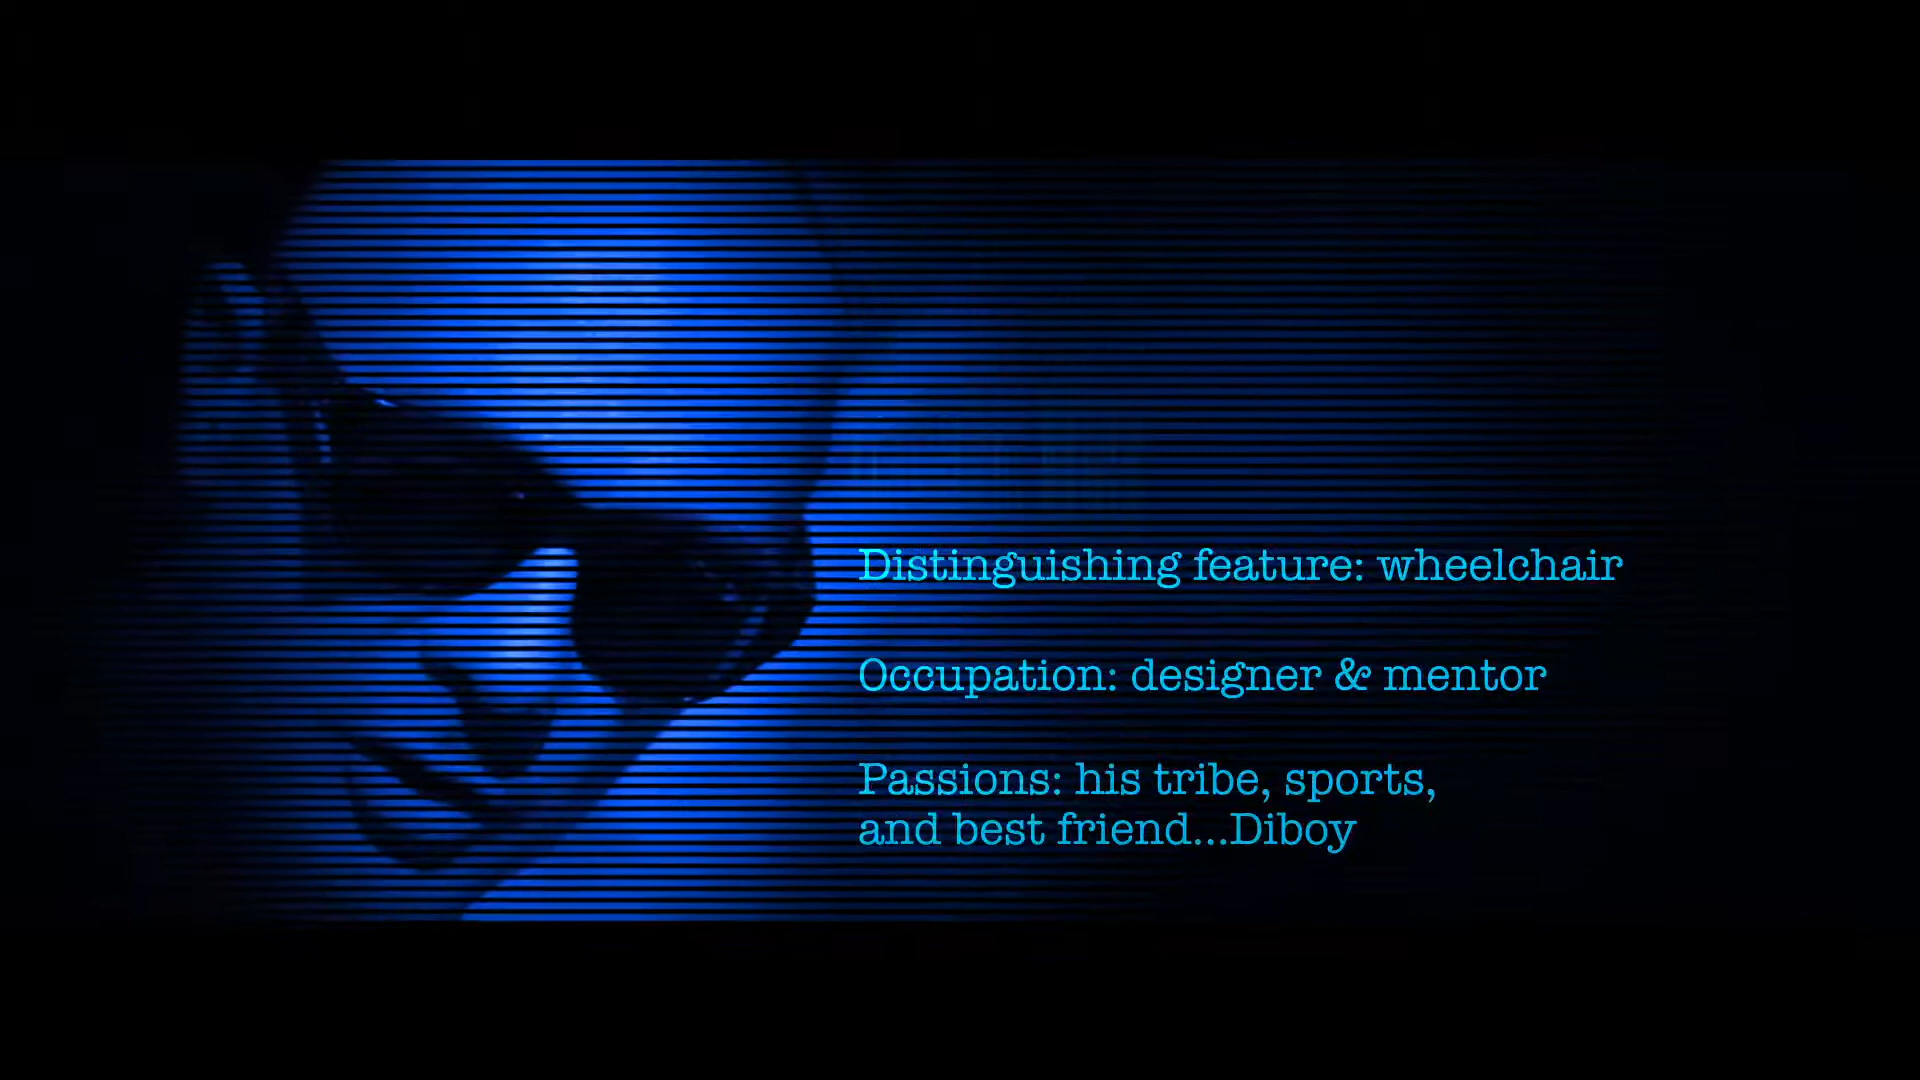 Distinguishing feature: wheelchair
Occupation: designer & mentor
Passions: his tribe, sports,
and best friend...Diboy